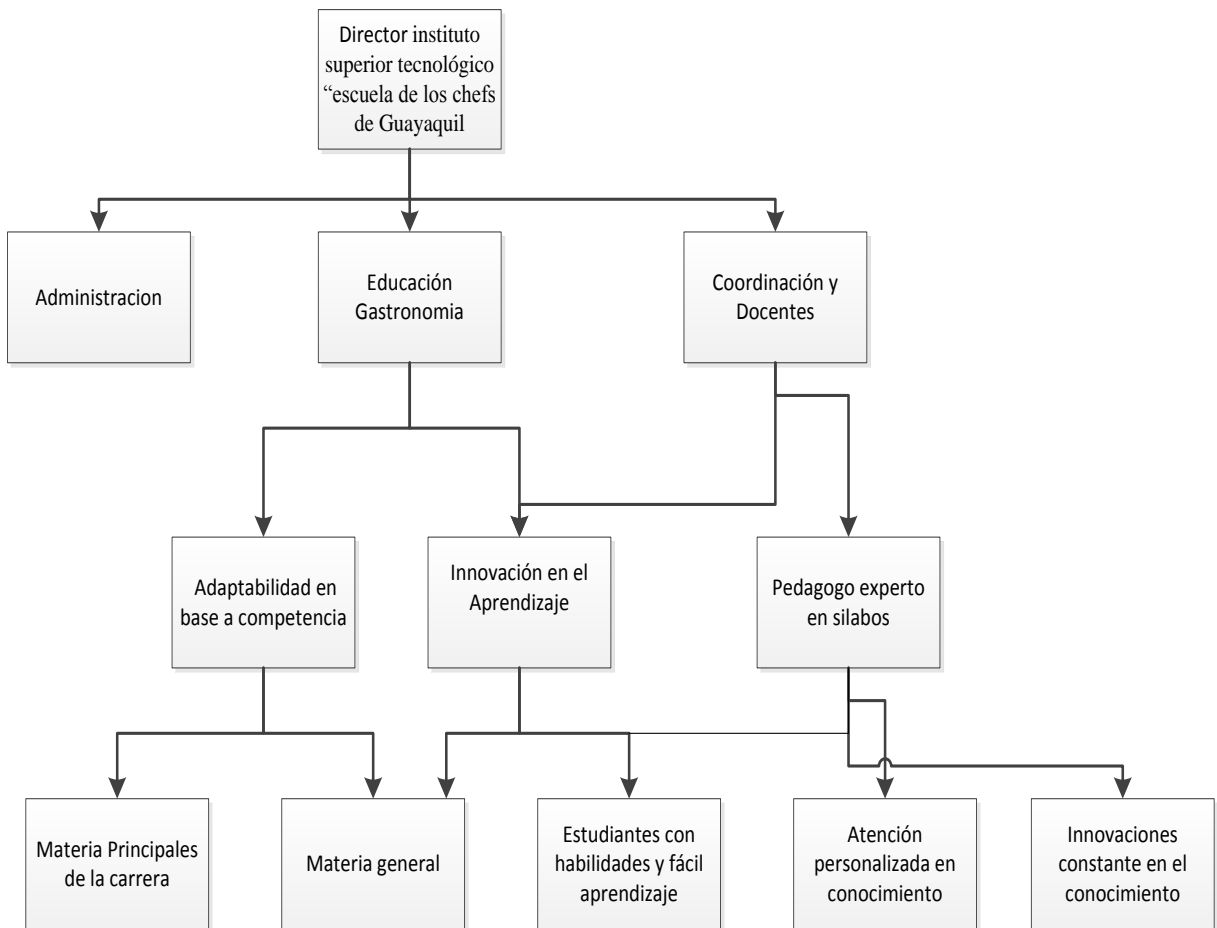 Director instituto
superior tecnológico
“escuela de los chefs
de Guayaquil
Administracion
Educación
Gastronomia
Coordinación y
Docentes
Adaptabilidad en
base a competencia
Innovación en el
Aprendizaje
Pedagogo experto
en silabos
Materia Principales
de la carrera
Materia general
Estudiantes con
habilidades y fácil
aprendizaje
Atención
personalizada en
conocimiento
Innovaciones
constante en el
conocimiento